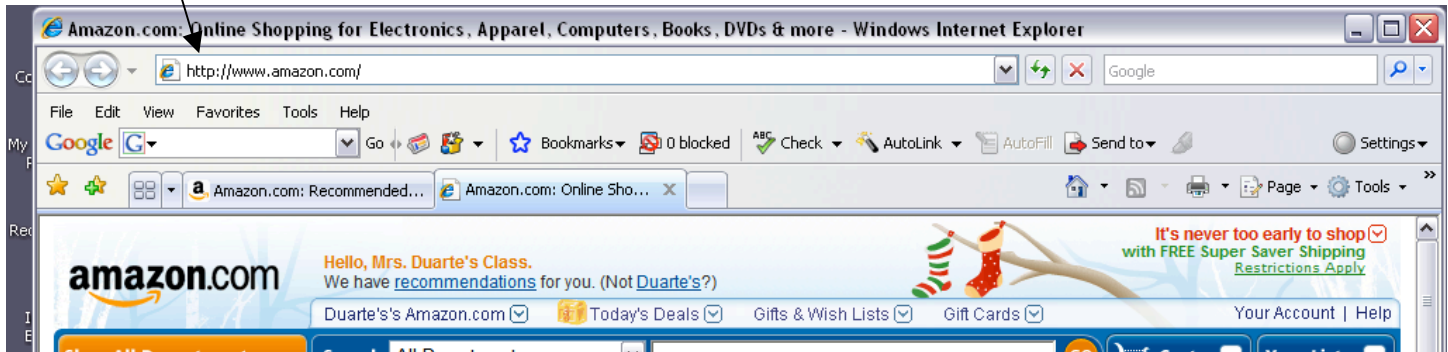 Amazon.com: Online Shopping for Electronics, Apparel, Computers, Books, DVDs & more - Windows Internet Explorer
http://www.amazon.com/ Google
File Edit View Favorites Tools Help
Google G Go Bookmarks 0 blocked ABC Check AutoLink AutoFill Send to Settings
a Amazon.com: Recommended... Amazon.com: Online Sho... X Page Tools »
It's never too early to shop
with FREE Super Saver Shipping
Restrictions Apply
amazon.com
Hello, Mrs. Duarte's Class.
We have recommendations for you. (Not Duarte's?)
Duarte's's Amazon.com Today's Deals Gifts & Wish Lists Gift Cards Your Account | Help